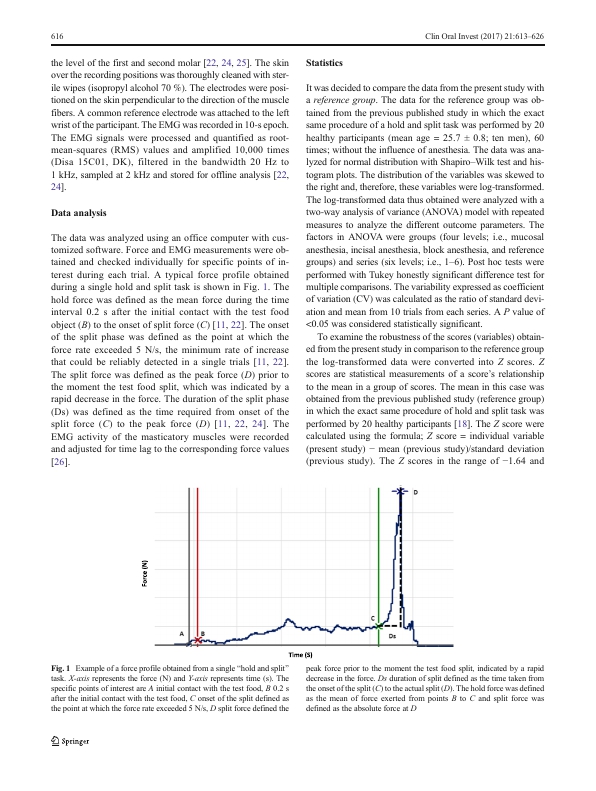 616
Clin Oral Invest (2017) 21:613–626
the level of the first and second molar [22, 24, 25]. The skin
over the recording positions was thoroughly cleaned with ster-
ile wipes (isopropyl alcohol 70 %). The electrodes were posi-
tioned on the skin perpendicular to the direction of the muscle
fibers. A common reference electrode was attached to the left
wrist of the participant. The EMG was recorded in 10-s epoch.
The EMG signals were processed and quantified as root-
mean-squares (RMS) values and amplified 10,000 times
(Disa 15C01, DK), filtered in the bandwidth 20 Hz to
1 kHz, sampled at 2 kHz and stored for offline analysis [22,
24].
Data analysis
The data was analyzed using an office computer with cus-
tomized software. Force and EMG measurements were ob-
tained and checked individually for specific points of in-
terest during each trial. A typical force profile obtained
during a single hold and split task is shown in Fig. 1. The
hold force was defined as the mean force during the time
interval 0.2 s after the initial contact with the test food
object (B) to the onset of split force (C) [11, 22]. The onset
of the split phase was defined as the point at which the
force rate exceeded 5 N/s, the minimum rate of increase
that could be reliably detected in a single trials [11, 22].
The split force was defined as the peak force (D) prior to
the moment the test food split, which was indicated by a
rapid decrease in the force. The duration of the split phase
(Ds) was defined as the time required from onset of the
split force (C) to the peak force (D) [11, 22, 24]. The
EMG activity of the masticatory muscles were recorded
and adjusted for time lag to the corresponding force values
[26].
Statistics
It was decided to compare the data from the present study with
a reference group. The data for the reference group was ob-
tained from the previous published study in which the exact
same procedure of a hold and split task was performed by 20
healthy participants (mean age = 25.7 ± 0.8; ten men), 60
times; without the influence of anesthesia. The data was ana-
lyzed for normal distribution with Shapiro–Wilk test and his-
togram plots. The distribution of the variables was skewed to
the right and, therefore, these variables were log-transformed.
The log-transformed data thus obtained were analyzed with a
two-way analysis of variance (ANOVA) model with repeated
measures to analyze the different outcome parameters. The
factors in ANOVA were groups (four levels; i.e., mucosal
anesthesia, incisal anesthesia, block anesthesia, and reference
groups) and series (six levels; i.e., 1–6). Post hoc tests were
performed with Tukey honestly significant difference test for
multiple comparisons. The variability expressed as coefficient
of variation (CV) was calculated as the ratio of standard devi-
ation and mean from 10 trials from each series. A P value of
<0.05 was considered statistically significant.
To examine the robustness of the scores (variables) obtain-
ed from the present study in comparison to the reference group
the log-transformed data were converted into Z scores. Z
scores are statistical measurements of a score's relationship
to the mean in a group of scores. The mean in this case was
obtained from the previous published study (reference group)
in which the exact same procedure of hold and split task was
performed by 20 healthy participants [18]. The Z score were
calculated using the formula; Z score = individual variable
(present study) − mean (previous study)/standard deviation
(previous study). The Z scores in the range of −1.64 and
D
Force (N)
C
A
B
Ds
Time (S)
Fig. 1 Example of a force profile obtained from a single "hold and split"
task. X-axis represents the force (N) and Y-axis represents time (s). The
specific points of interest are A initial contact with the test food, B 0.2 s
after the initial contact with the test food, C onset of the split defined as
the point at which the force rate exceeded 5 N/s, D split force defined the
peak force prior to the moment the test food split, indicated by a rapid
decrease in the force. Ds duration of split defined as the time taken from
the onset of the split (C) to the actual split (D). The hold force was defined
as the mean of force exerted from points B to C and split force was
defined as the absolute force at D
Springer